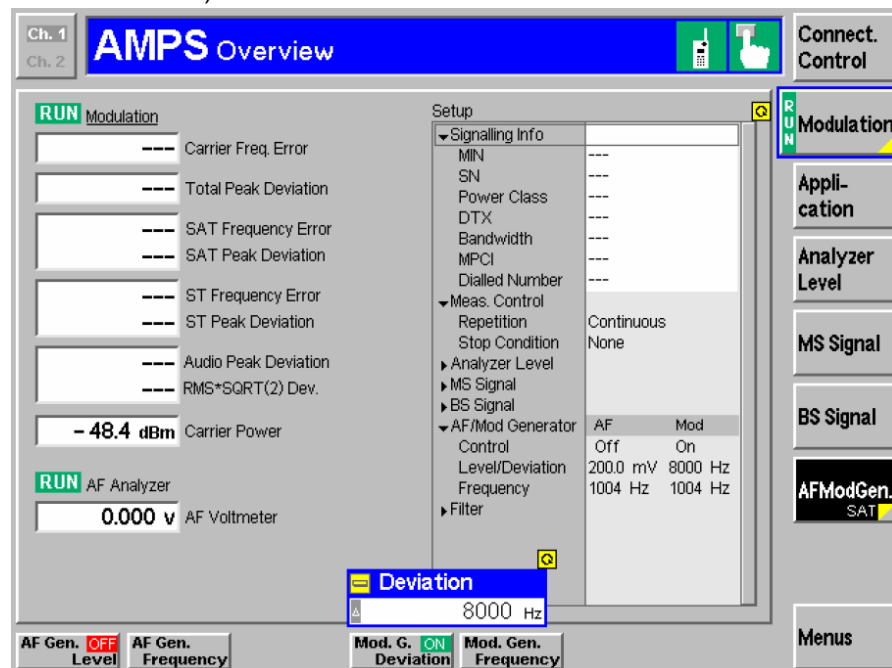 Ch. 1
Ch. 2
AMPS Overview
Connect.
Control
RUN Modulation
--- Carrier Freq. Error
--- Total Peak Deviation
--- SAT Frequency Error
--- SAT Peak Deviation
--- ST Frequency Error
--- ST Peak Deviation
--- Audio Peak Deviation
--- RMS*SQRT(2) Dev.
– 48.4 dBm Carrier Power
RUN AF Analyzer
0.000 V AF Voltmeter
Setup
Signalling Info
MIN ---
SN ---
Power Class ---
DTX ---
Bandwidth ---
MPCI ---
Dialled Number ---
Meas. Control
Repetition Continuous
Stop Condition None
Analyzer Level
MS Signal
BS Signal
AF/Mod Generator AF Mod
Control Off On
Level/Deviation 200.0 mV 8000 Hz
Frequency 1004 Hz 1004 Hz
Filter
Deviation
8000 Hz
RUN
Modulation
Appli-
cation
Analyzer
Level
MS Signal
BS Signal
AFModGen.
SAT
Menus
AF Gen. OFF
Level
AF Gen.
Frequency
Mod. G. ON
Deviation
Mod. Gen.
Frequency